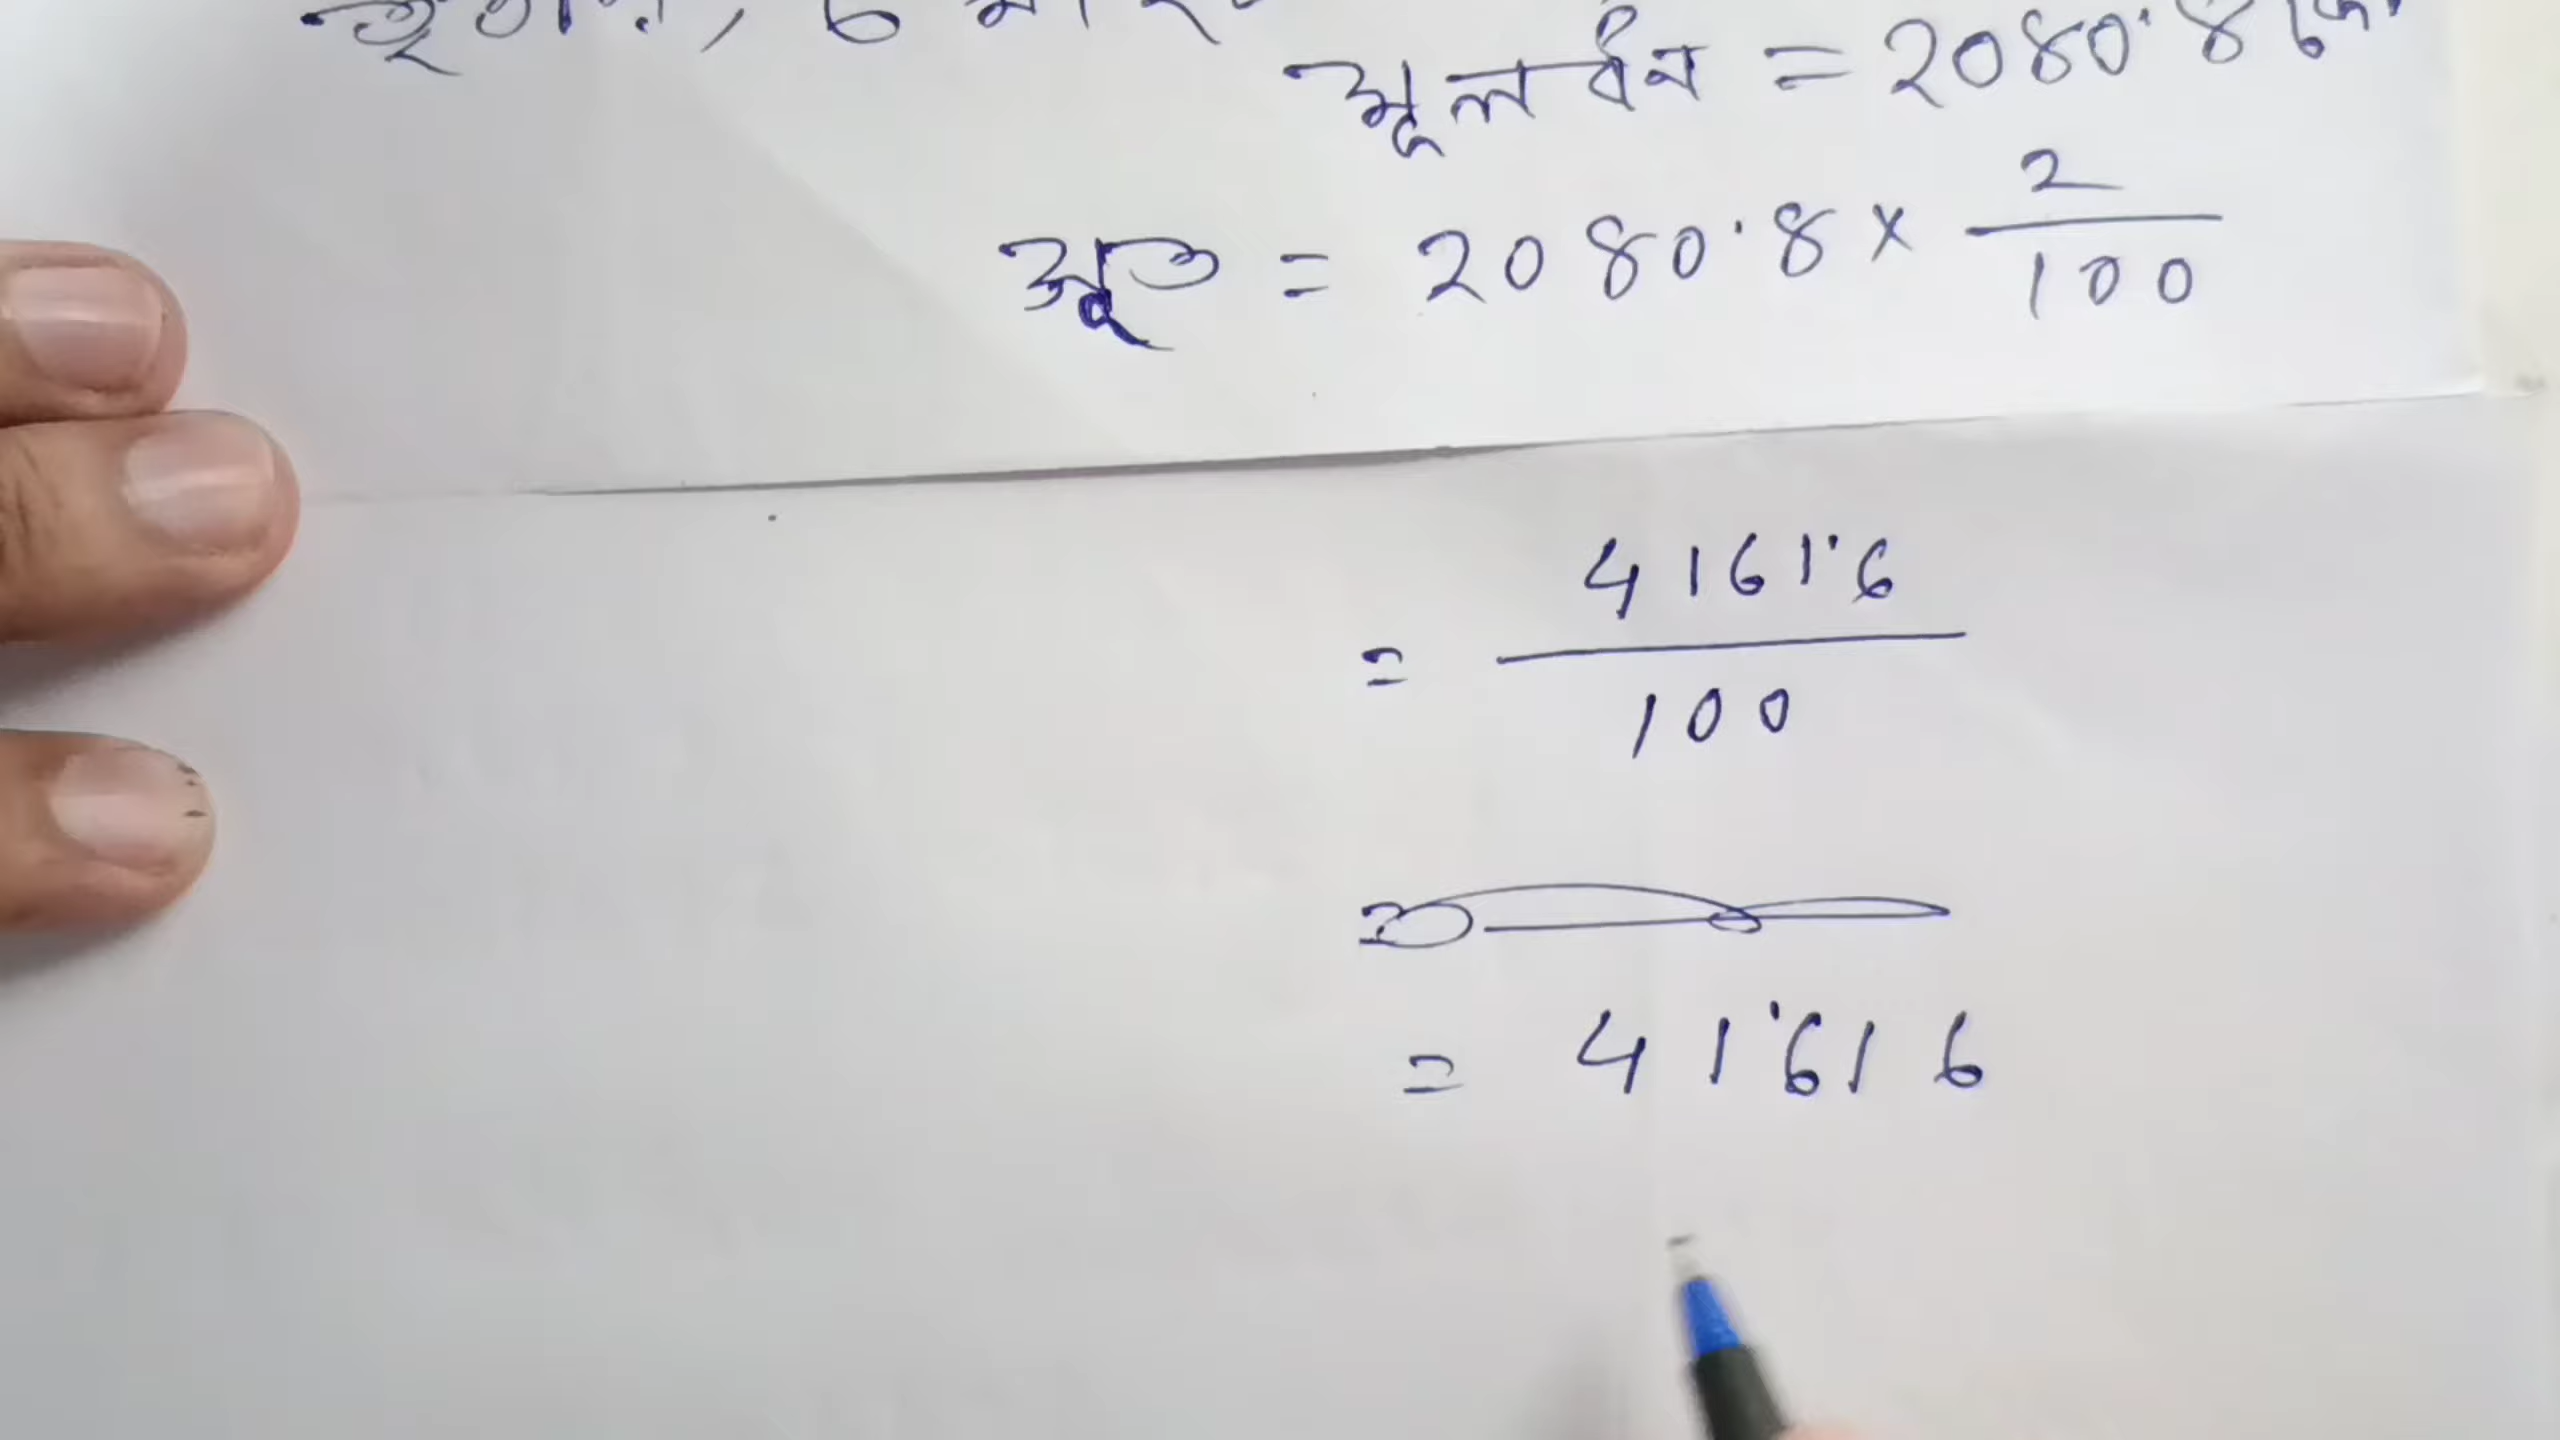 মূলধন = 2080.8
সুত = 2080.8 × 2/100
= 4161.6/100
= 41.616